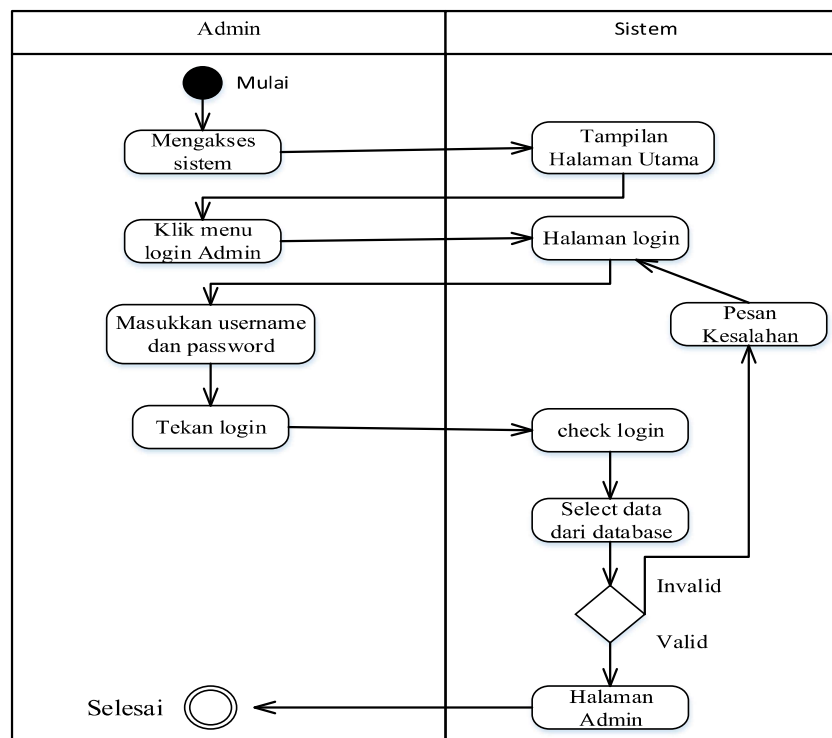 Admin
Sistem
Mulai
Mengakses
sistem
Tampilan
Halaman Utama
Klik menu
login Admin
Halaman login
Masukkan username
dan password
Pesan
Kesalahan
Tekan login
check login
Select data
dari database
Invalid
Valid
Halaman
Admin
Selesai